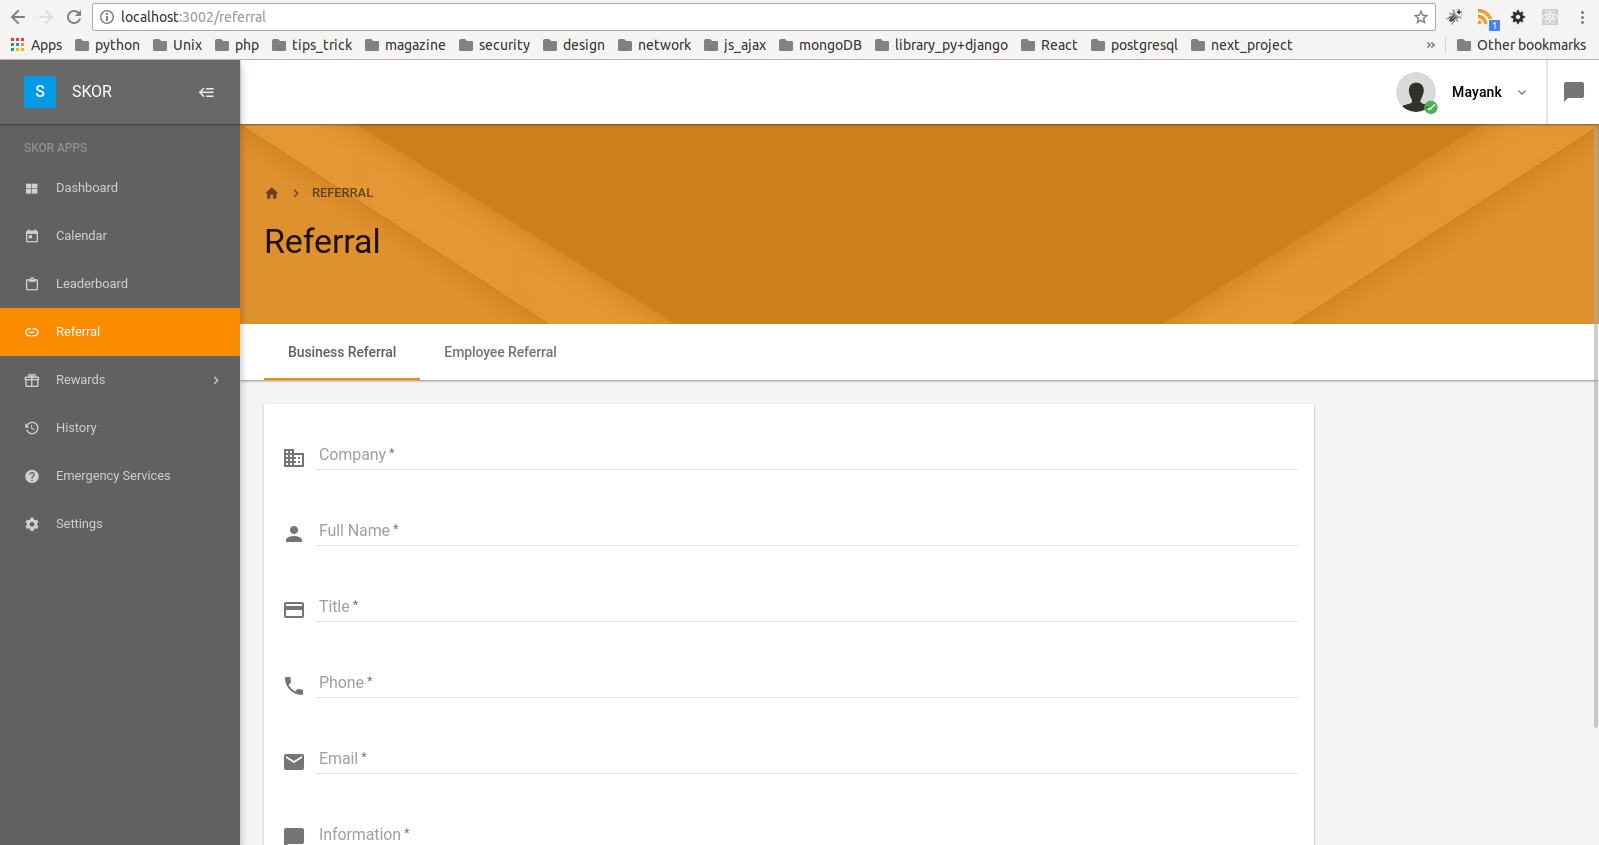 localhost:3002/referral
1
Apps python Unix php tips_trick magazine security design network js_ajax mongoDB library_py+django React postgresql next_project » Other bookmarks
S SKOR
Mayank
SKOR APPS
Dashboard
Calendar
Leaderboard
Referral
Rewards
History
Emergency Services
Settings
REFERRAL
Referral
Business Referral Employee Referral
Company *
Full Name *
Title *
Phone *
Email *
Information *